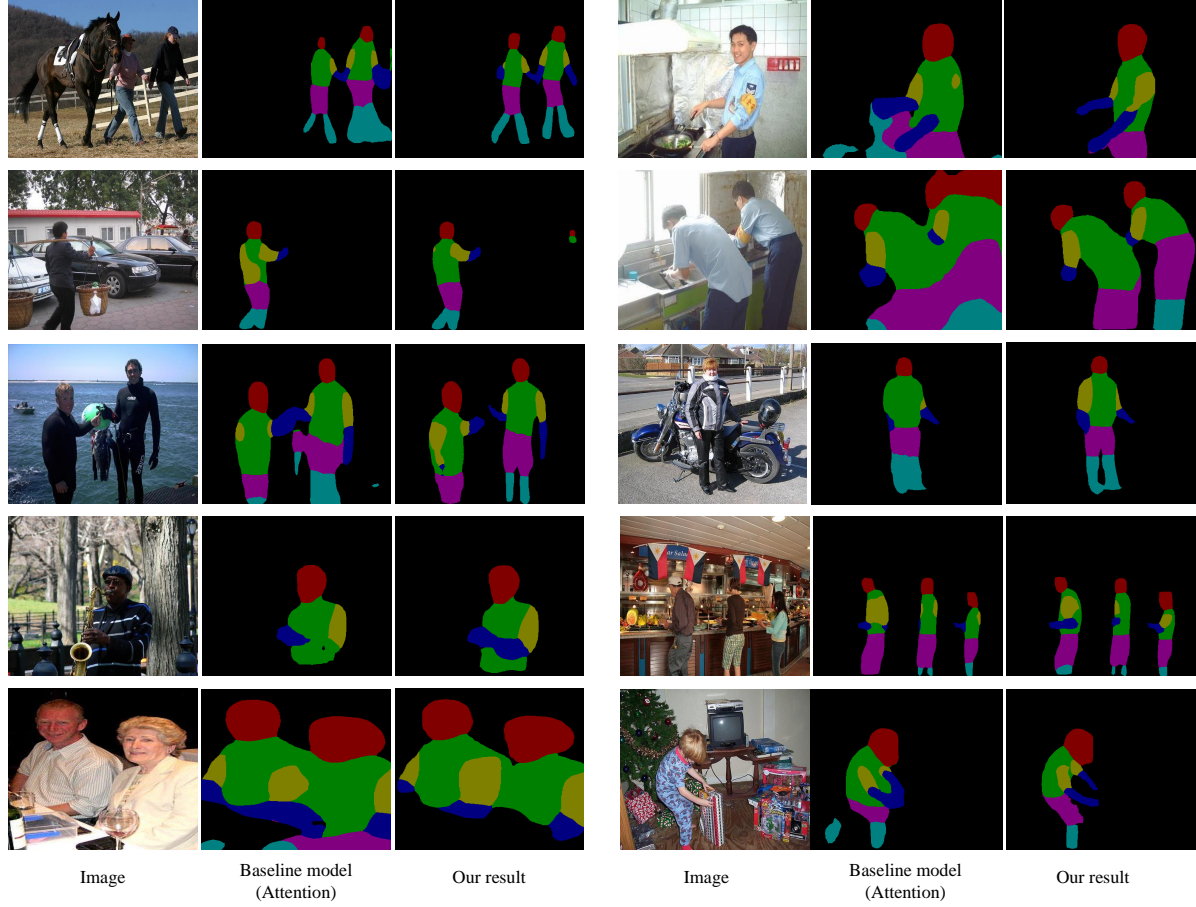 Image
Baseline model
(Attention)
Our result
Image
Baseline model
(Attention)
Our result